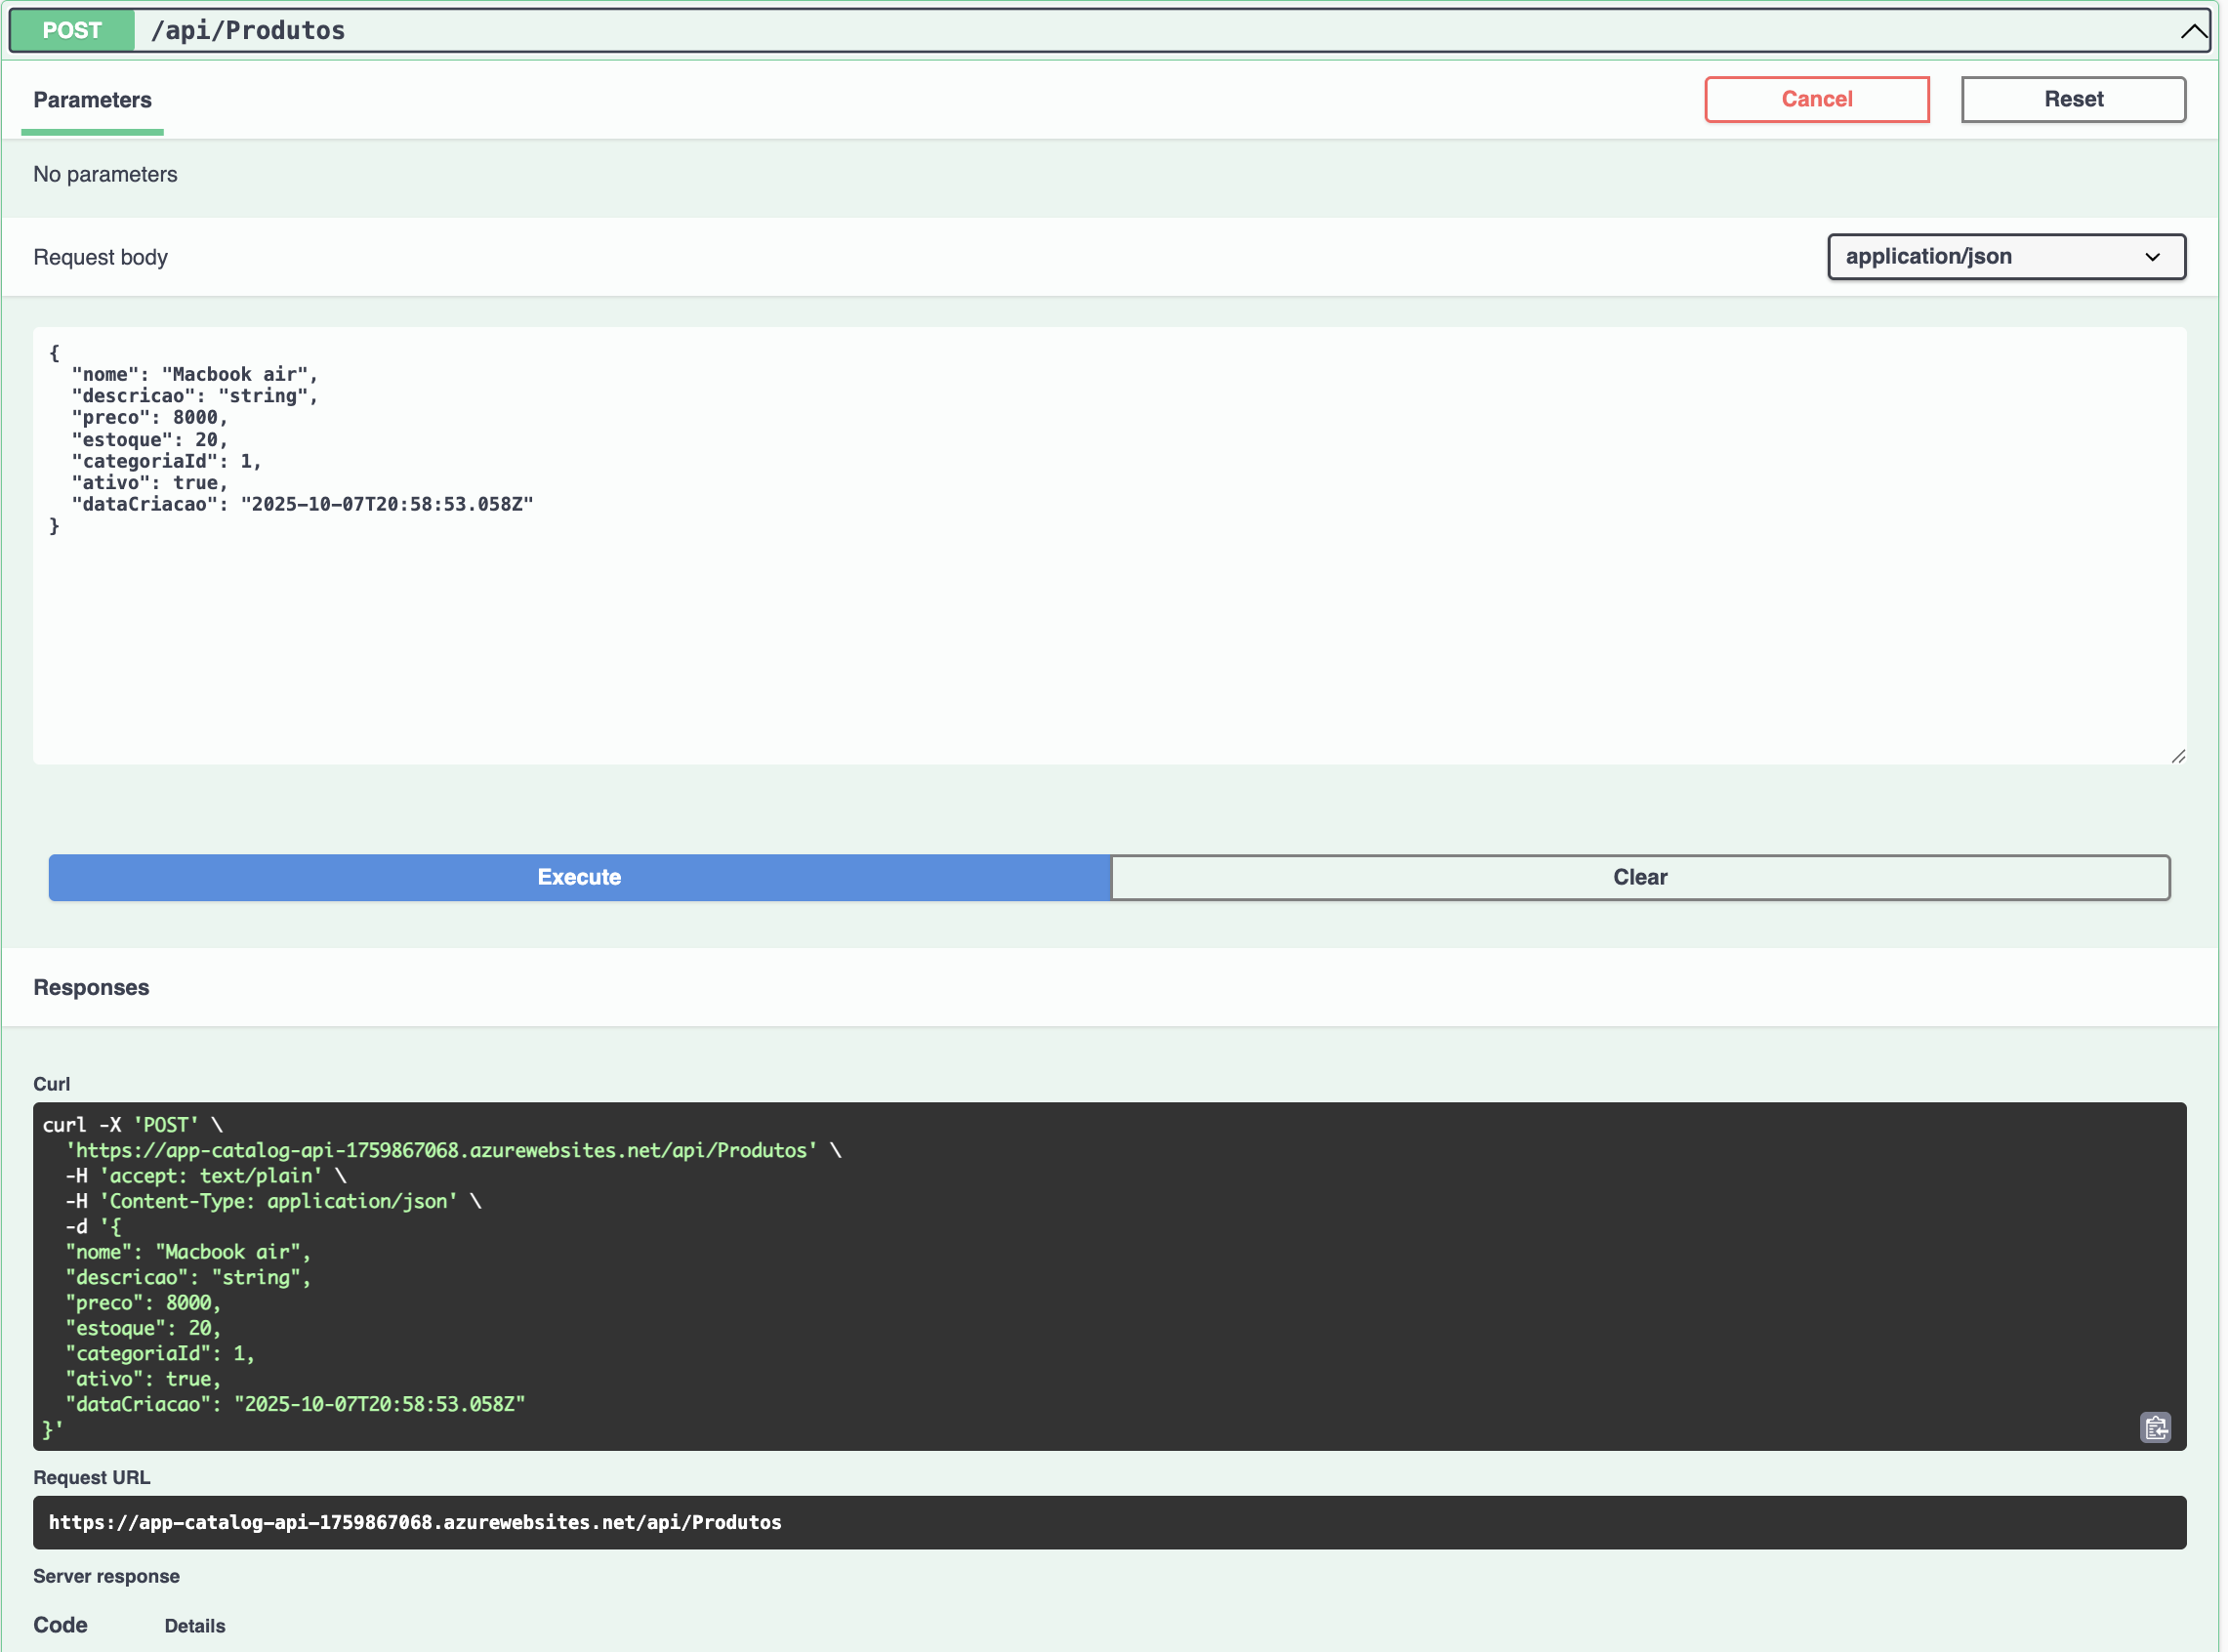 POST /api/Produtos
Parameters
Cancel
Reset
No parameters
Request body
application/json
{
  "nome": "Macbook air",
  "descricao": "string",
  "preco": 8000,
  "estoque": 20,
  "categoriaId": 1,
  "ativo": true,
  "dataCriacao": "2025-10-07T20:58:53.058Z"
}
Execute
Clear
Responses
Curl
curl -X 'POST' \
  'https://app-catalog-api-1759867068.azurewebsites.net/api/Produtos' \
  -H 'accept: text/plain' \
  -H 'Content-Type: application/json' \
  -d '{
  "nome": "Macbook air",
  "descricao": "string",
  "preco": 8000,
  "estoque": 20,
  "categoriaId": 1,
  "ativo": true,
  "dataCriacao": "2025-10-07T20:58:53.058Z"
}'
Request URL
https://app-catalog-api-1759867068.azurewebsites.net/api/Produtos
Server response
Code Details